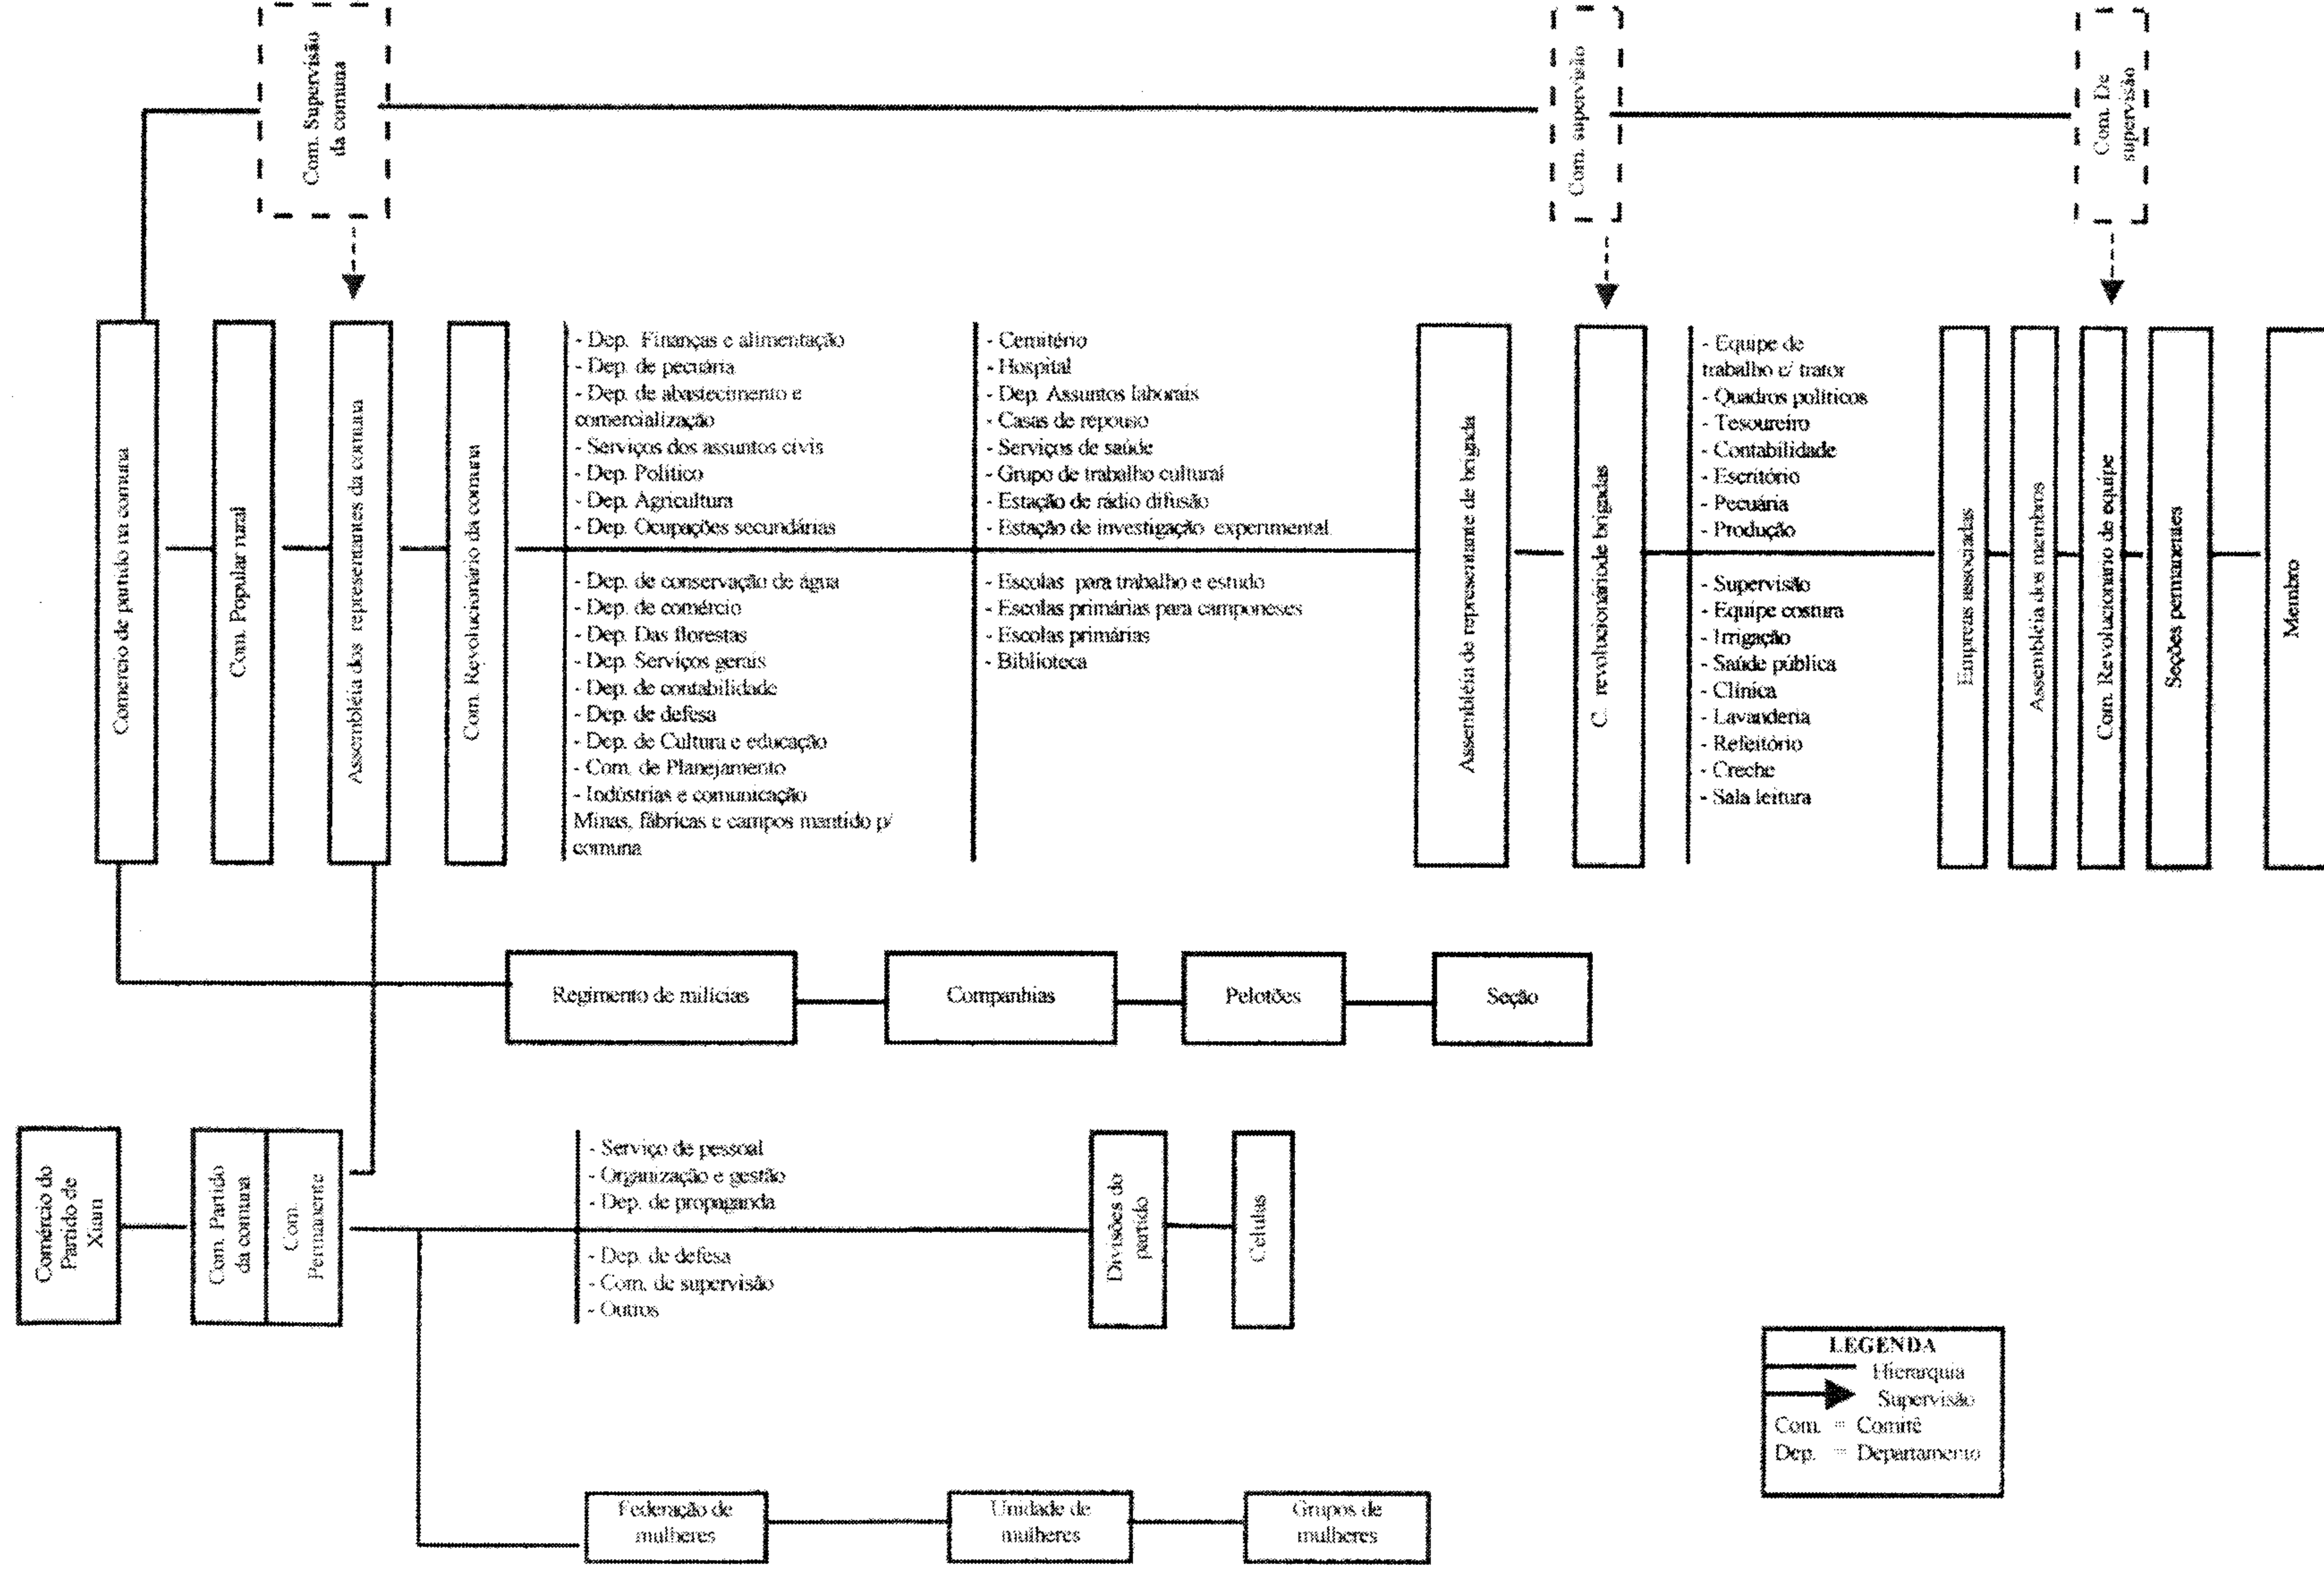 Com. Supervisão
da comuna
Com. supervisão
Com. De
supervisão
Comércio de partido na comuna
Com. Popular rural
Assembléia dos representantes da comuna
Com. Revolucionário da comuna
- Dep. Finanças e alimentação
- Dep. de pecuária
- Dep. de abastecimento e
comercialização
- Serviços dos assuntos civis
- Dep. Político
- Dep. Agricultura
- Dep. Ocupações secundárias
- Dep. de conservação de água
- Dep. de comércio
- Dep. Das florestas
- Dep. Serviços gerais
- Dep. de contabilidade
- Dep. de defesa
- Dep. de Cultura e educação
- Com. de Planejamento
- Indústrias e comunicação
Minas, fábricas e campos mantido p/
comuna
- Cemitério
- Hospital
- Dep. Assuntos laborais
- Casas de repouso
- Serviços de saúde
- Grupo de trabalho cultural
- Estação de rádio difusão
- Estação de investigação experimental
- Escolas para trabalho e estudo
- Escolas primárias para camponeses
- Escolas primárias
- Biblioteca
Assembléia de representante de brigada
C. revolucionário de brigadas
- Equipe de
trabalho c/ trator
- Quadros políticos
- Tesoureiro
- Contabilidade
- Escritório
- Pecuária
- Produção
- Supervisão
- Equipe costura
- Irrigação
- Saúde pública
- Clínica
- Lavanderia
- Refeitório
- Creche
- Sala leitura
Empreas associadas
Assembléia dos membros
Com. Revolucionário de equipe
Seções permanetes
Membro
Regimento de milícias
Companhias
Pelotões
Seção
Comércio do
Partido de
Xiam
Com. Partido
da comuna
Com.
Permanente
- Serviço de pessoal
- Organização e gestão
- Dep. de propaganda
- Dep. de defesa
- Com. de supervisão
- Outros
Divisões do
partido
Celulas
Federação de
mulheres
Unidade de
mulheres
Grupos de
mulheres
LEGENDA
Hierarquia
Supervisão
Com. = Comitê
Dep. = Departamento